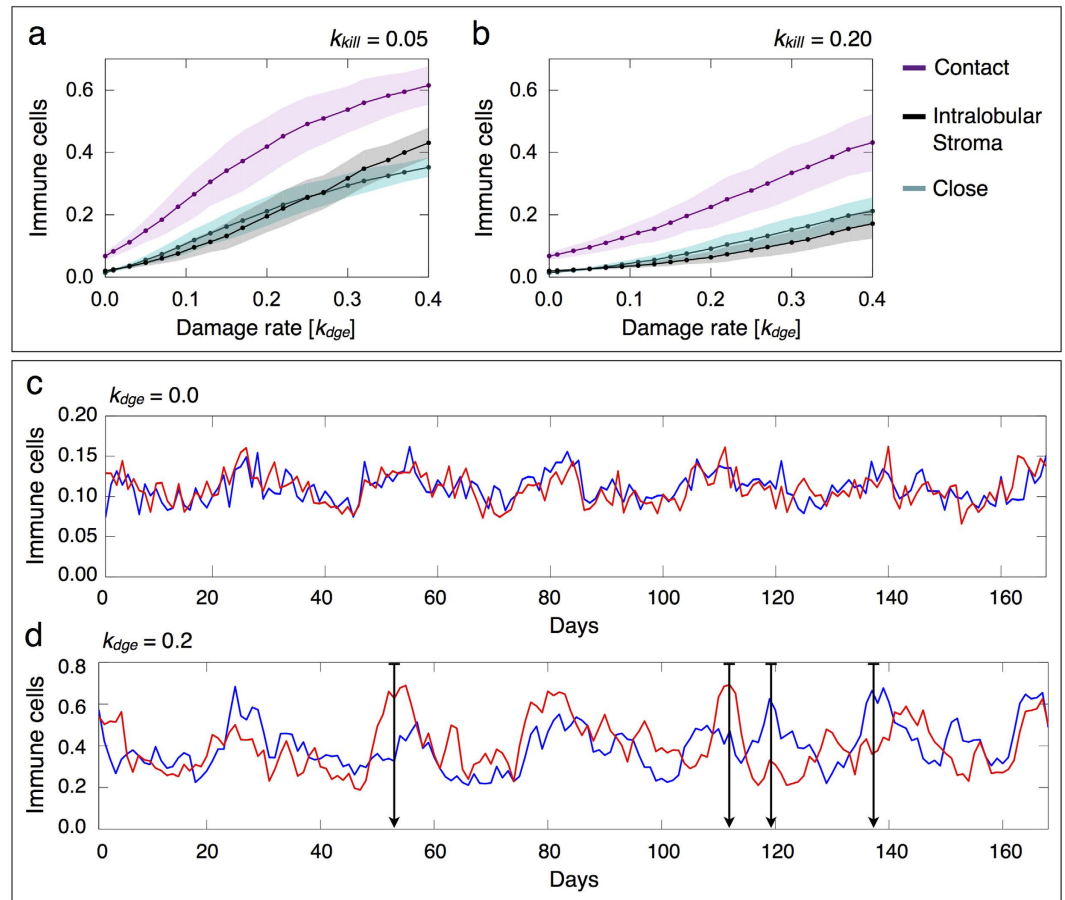 a
k_kill = 0.05
b
k_kill = 0.20
Contact
Intralobular
Stroma
Close
Immune cells
0.6
0.4
0.2
0.0
0.0 0.1 0.2 0.3 0.4
Damage rate [k_dge]
Immune cells
0.6
0.4
0.2
0.0
0.0 0.1 0.2 0.3 0.4
Damage rate [k_dge]
c
k_dge = 0.0
Immune cells
0.20
0.15
0.10
0.05
0.00
0 20 40 60 80 100 120 140 160
Days
d
k_dge = 0.2
Immune cells
0.8
0.6
0.4
0.2
0.0
0 20 40 60 80 100 120 140 160
Days